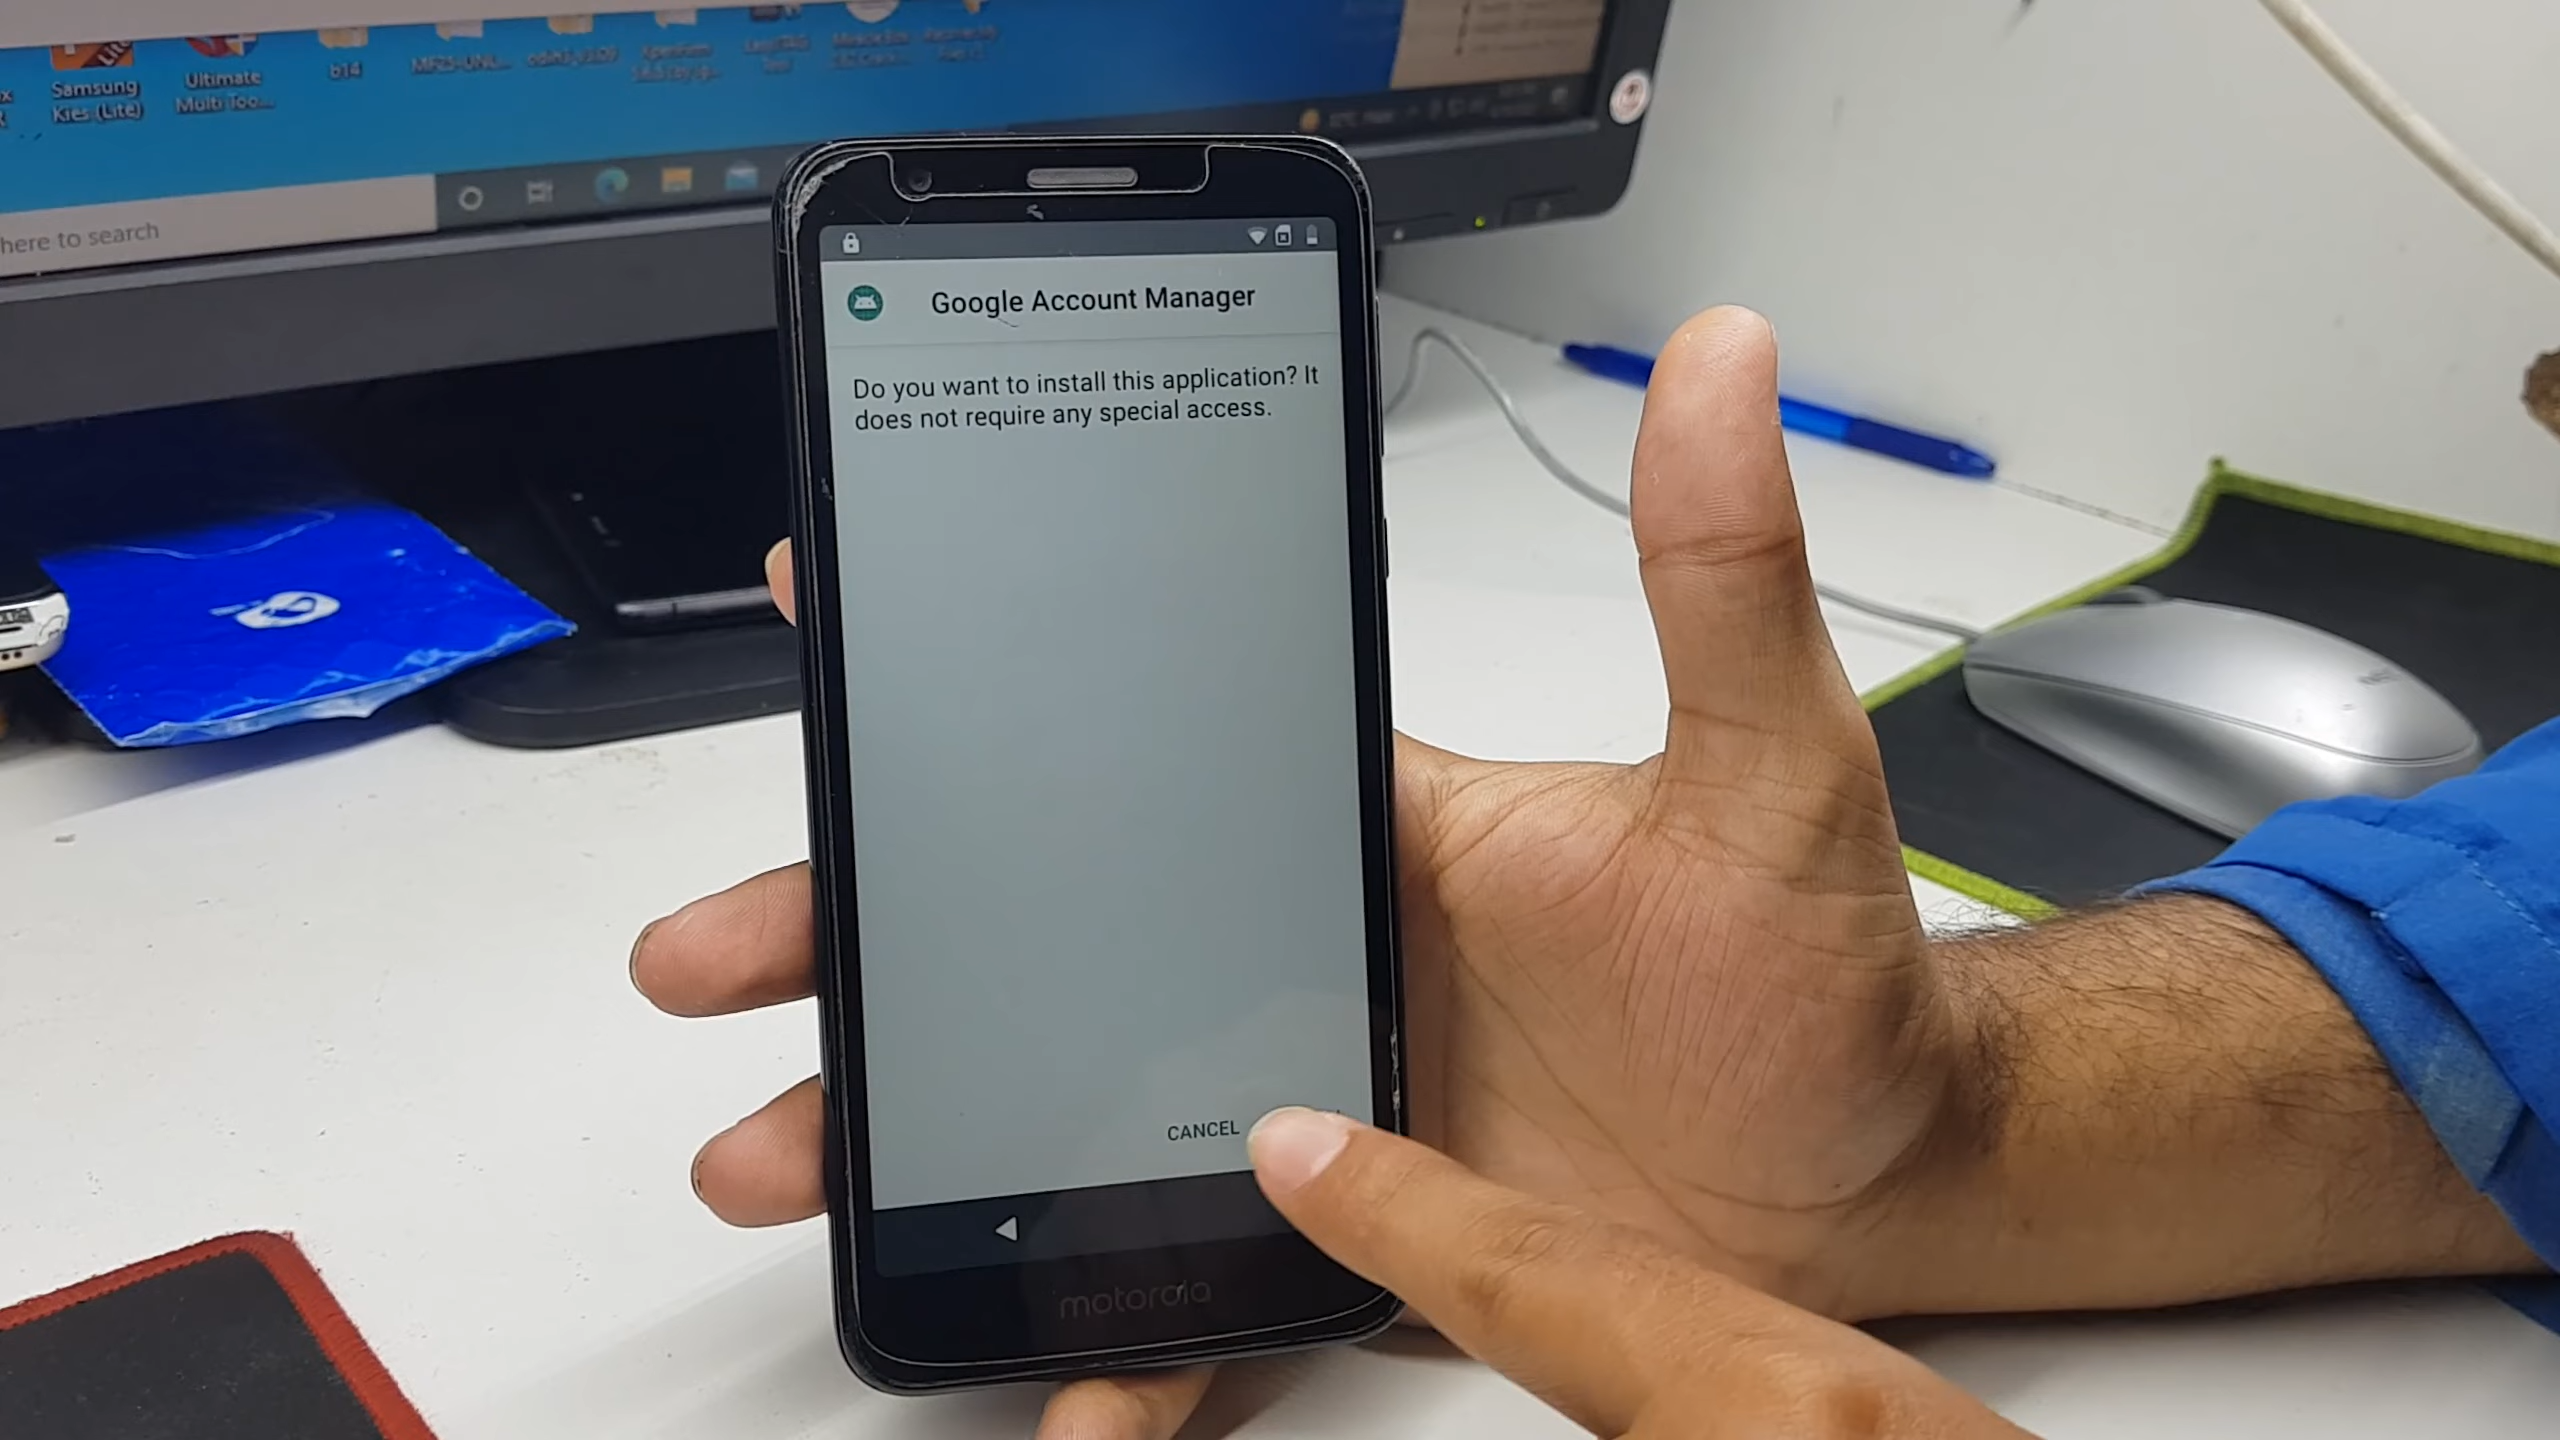 Samsung
Kies (Lite)
Ultimate
Multi Too...
b14
here to search
Google Account Manager
Do you want to install this application? It
does not require any special access.
CANCEL
motorola